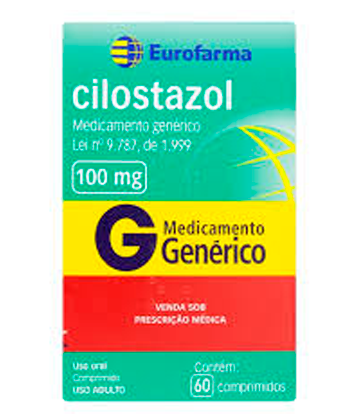 Eurofarma
cilostazol
Medicamento genérico
Lei nº 9.787, de 1.999
100 mg
G Medicamento
Genérico
VENDA SOB
PRESCRIÇÃO MÉDICA
Uso oral
Comprimido
USO ADULTO
Contém:
60 comprimidos